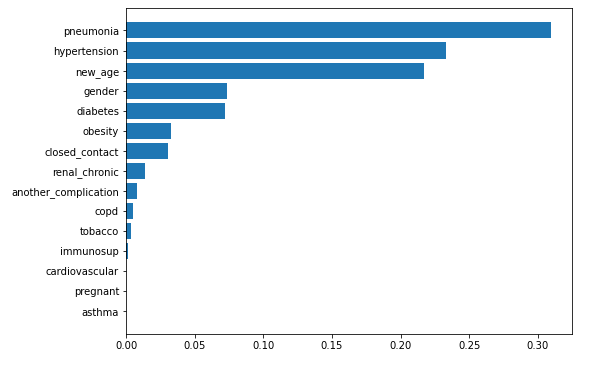 pneumonia
hypertension
new_age
gender
diabetes
obesity
closed_contact
renal_chronic
another_complication
copd
tobacco
immunosup
cardiovascular
pregnant
asthma
0.00 0.05 0.10 0.15 0.20 0.25 0.30